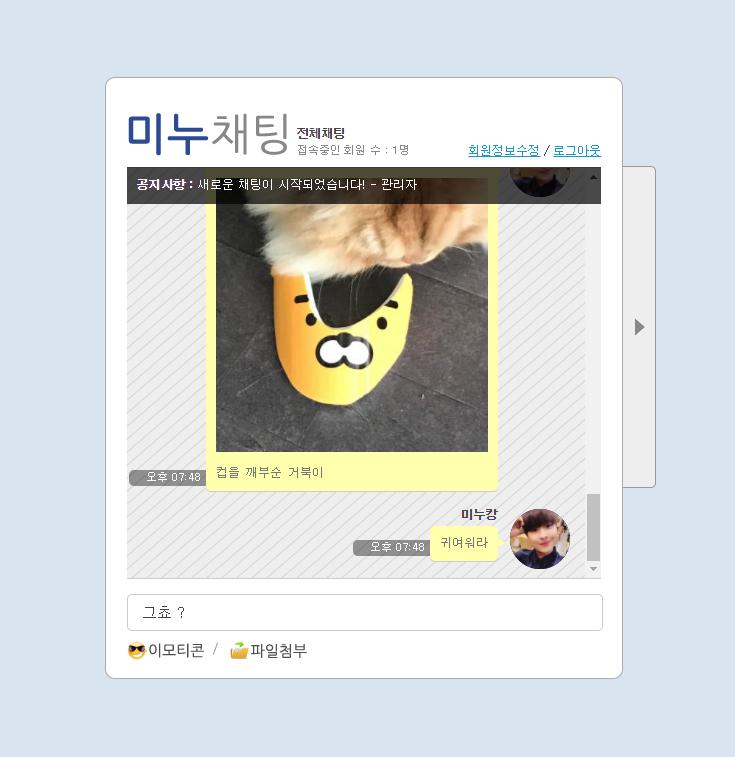 미누채팅
전체채팅
접속중인 회원 수 : 1명
회원정보수정 / 로그아웃
공지사항 : 새로운 채팅이 시작되었습니다! - 관리자
컵을 깨부순 거북이
오후 07:48
미누캉
귀여워라
오후 07:48
그쵸 ?
이모티콘 / 파일첨부